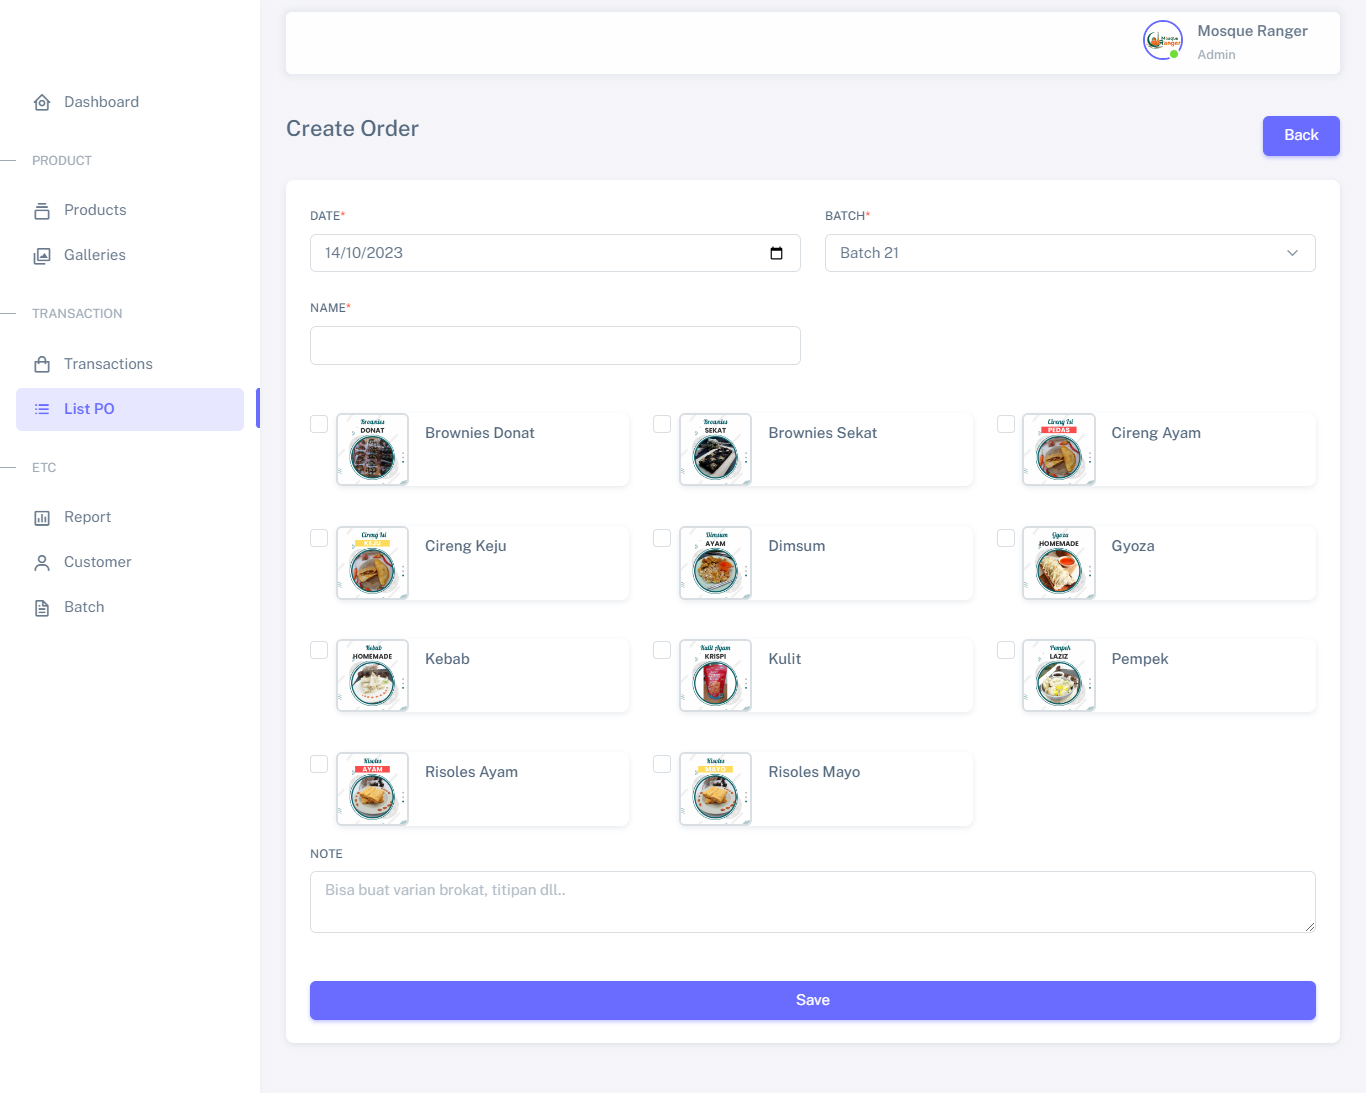 Mosque Ranger
Admin
Dashboard
PRODUCT
Products
Galleries
TRANSACTION
Transactions
List PO
ETC
Report
Customer
Batch
Create Order
Back
DATE*
BATCH*
14/10/2023
Batch 21
NAME*
Brownies
DONAT
Brownies Donat
Brownies
SEKAT
Brownies Sekat
Cireng Isi
PEDAS
Cireng Ayam
Cireng Isi
KEJU
Cireng Keju
Dimsum
AYAM
Dimsum
Gyoza
HOMEMADE
Gyoza
Kebab
HOMEMADE
Kebab
Kulit Ayam
KRISPI
Kulit
Pempek
LAZIZ
Pempek
Risoles
AYAM
Risoles Ayam
Risoles
MAYO
Risoles Mayo
NOTE
Bisa buat varian brokat, titipan dll..
Save